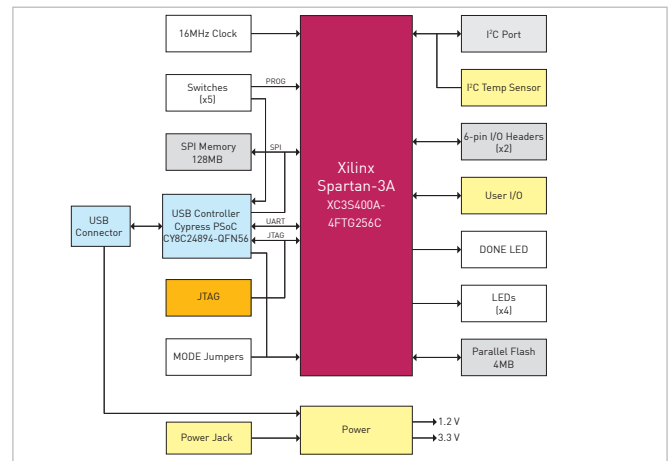 16MHz Clock
Switches
(x5)
PROG
SPI Memory
128MB
SPI
USB
Connector
USB Controller
Cypress PSoC
CY8C24894-QFN56
UART
JTAG
JTAG
MODE Jumpers
Power Jack
Xilinx
Spartan-3A
XC3S400A-
4FTG256C
Power
1.2 V
3.3 V
I²C Port
I²C Temp Sensor
6-pin I/O Headers
(x2)
User I/O
DONE LED
LEDs
(x4)
Parallel Flash
4MB